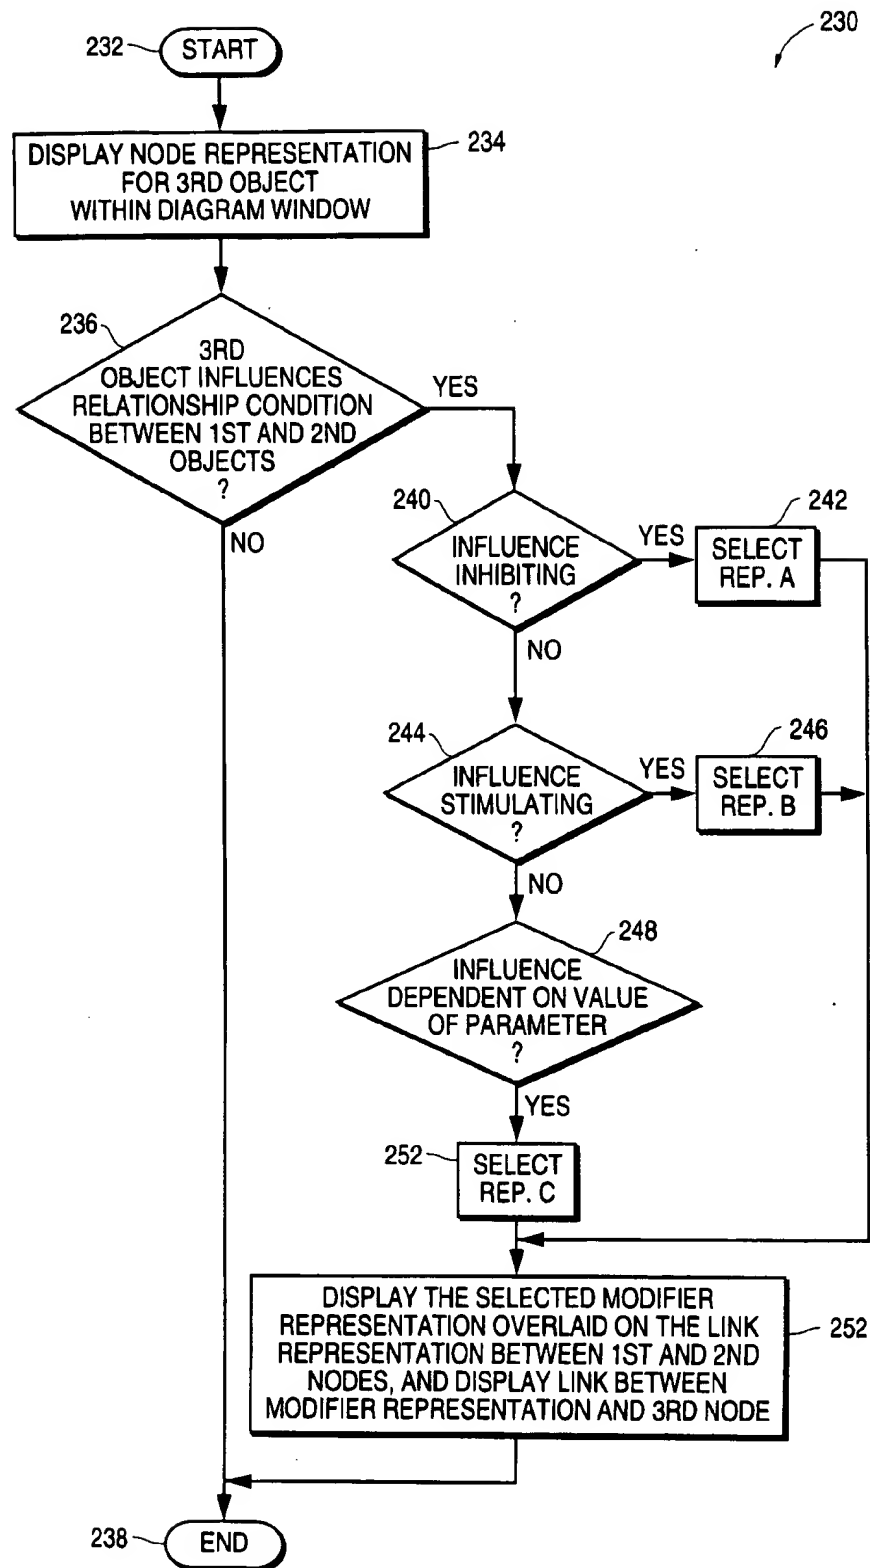 230
232
START
234
DISPLAY NODE REPRESENTATION
FOR 3RD OBJECT
WITHIN DIAGRAM WINDOW
236
3RD
OBJECT INFLUENCES
RELATIONSHIP CONDITION
BETWEEN 1ST AND 2ND
OBJECTS
?
YES
NO
240
INFLUENCE
INHIBITING
?
YES
242
SELECT
REP. A
NO
244
INFLUENCE
STIMULATING
?
YES
246
SELECT
REP. B
NO
248
INFLUENCE
DEPENDENT ON VALUE
OF PARAMETER
?
YES
252
SELECT
REP. C
DISPLAY THE SELECTED MODIFIER
REPRESENTATION OVERLAID ON THE LINK
REPRESENTATION BETWEEN 1ST AND 2ND
NODES, AND DISPLAY LINK BETWEEN
MODIFIER REPRESENTATION AND 3RD NODE
252
238
END